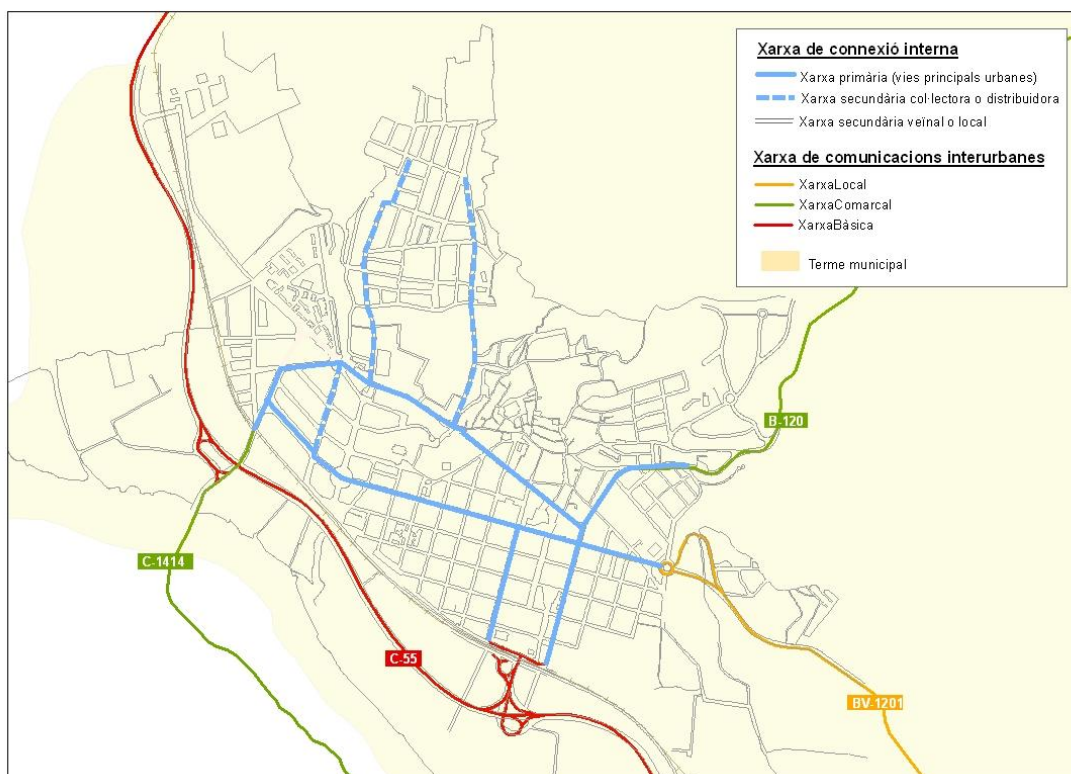 Xarxa de connexió interna
Xarxa primària (vies principals urbanes)
Xarxa secundària col·lectora o distribuidora
Xarxa secundària veïnal o local
Xarxa de comunicacions interurbanes
XarxaLocal
XarxaComarcal
XarxaBàsica
Terme municipal
B-120
C-1414
C-55
BV-1201